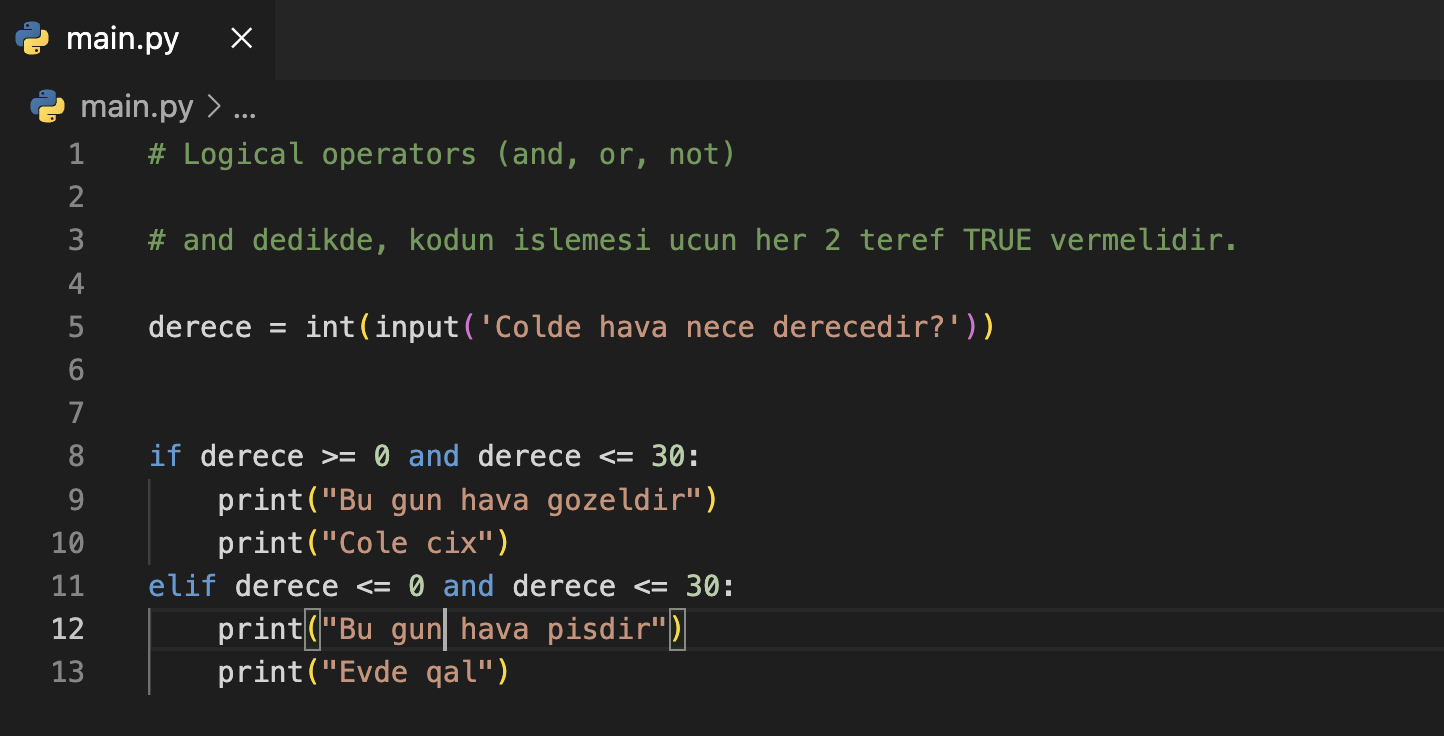 main.py
main.py > ...
1 # Logical operators (and, or, not)
2
3 # and dedikde, kodun islemesi ucun her 2 teref TRUE vermelidir.
4
5 derece = int(input('Colde hava nece derecedir?'))
6
7
8 if derece >= 0 and derece <= 30:
9     print("Bu gun hava gozeldir")
10     print("Cole cix")
11 elif derece <= 0 and derece <= 30:
12     print("Bu gun hava pisdir")
13     print("Evde qal")